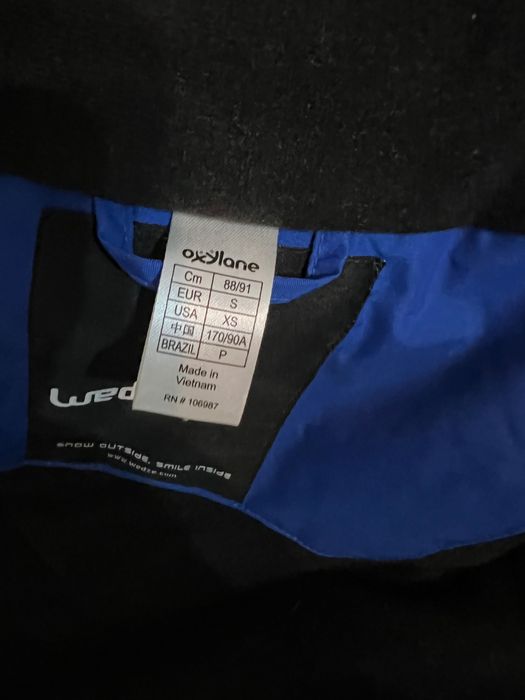 oxylane
Cm 88/91
EUR S
USA XS
中国 170/90A
BRAZIL P
Made in
Vietnam
RN # 106987
wed
SNOW OUTSIDE, SMILE INSIDE
www.wedze.com